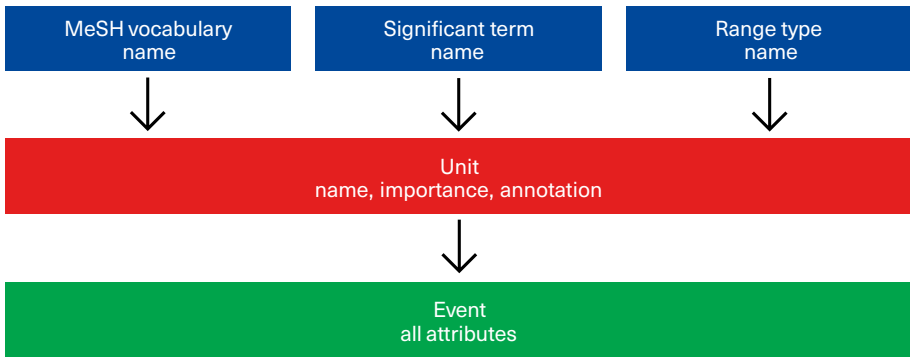 MeSH vocabulary
name
Significant term
name
Range type
name
Unit
name, importance, annotation
Event
all attributes